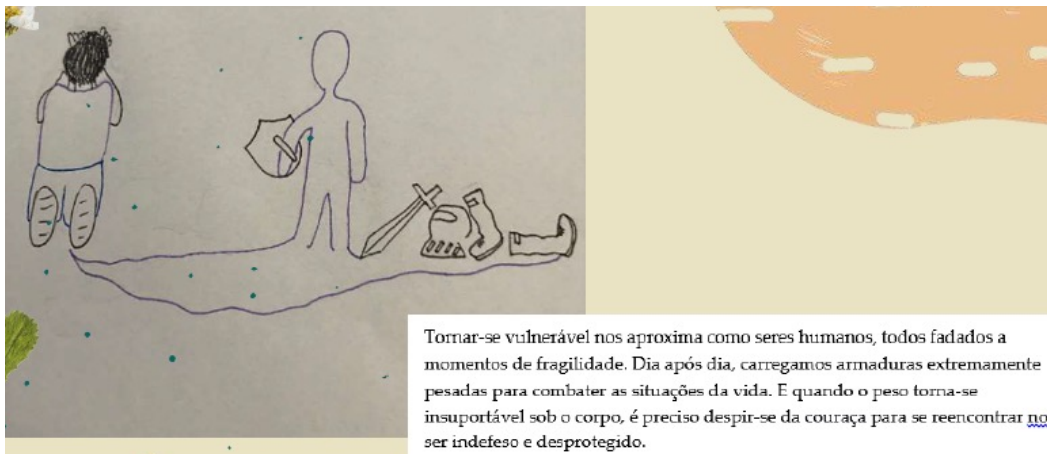 Tornar-se vulnerável nos aproxima como seres humanos, todos fadados a
momentos de fragilidade. Dia após dia, carregamos armaduras extremamente
pesadas para combater as situações da vida. E quando o peso torna-se
insuportável sob o corpo, é preciso despir-se da couraça para se reencontrar no
ser indefeso e desprotegido.